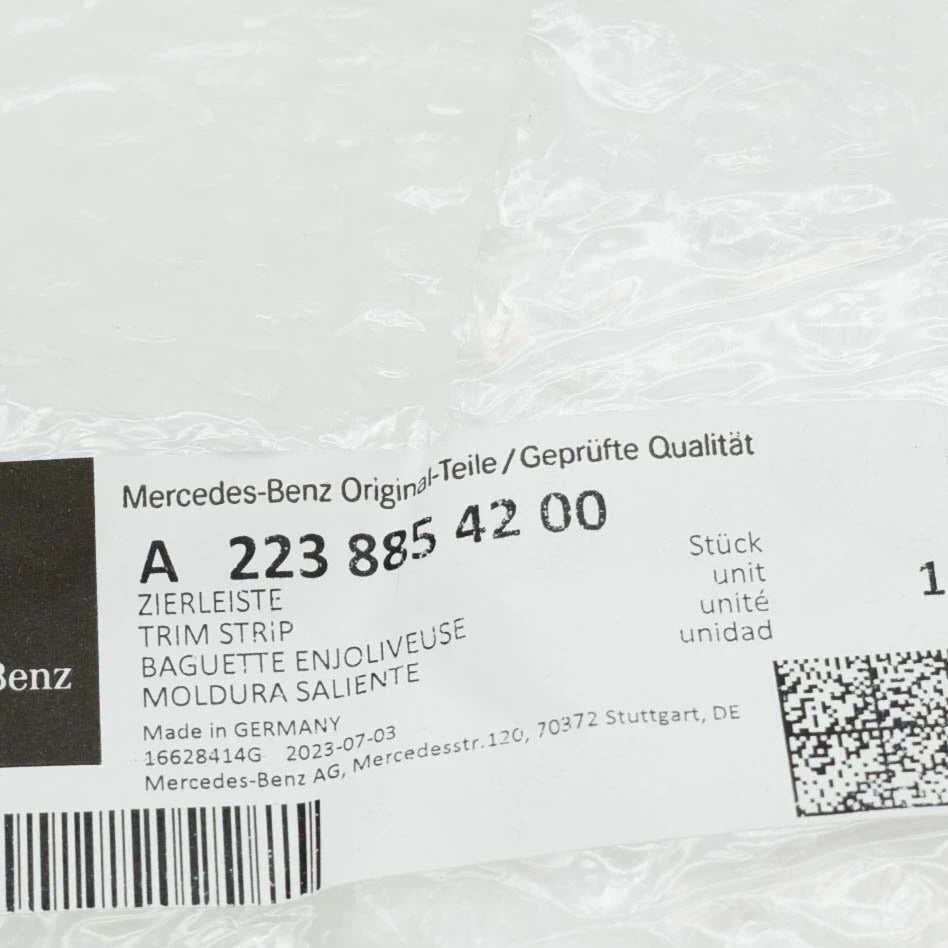 Mercedes-Benz Original-Teile / Geprüfte Qualität
A 223 885 42 00
ZIERLEISTE
TRIM STRIP
BAGUETTE ENJOLIVEUSE
MOLDURA SALIENTE
Stück
unit
unité
unidad
1
Benz
Made in GERMANY
16628414G 2023-07-03
Mercedes-Benz AG, Mercedesstr.120, 70372 Stuttgart, DE